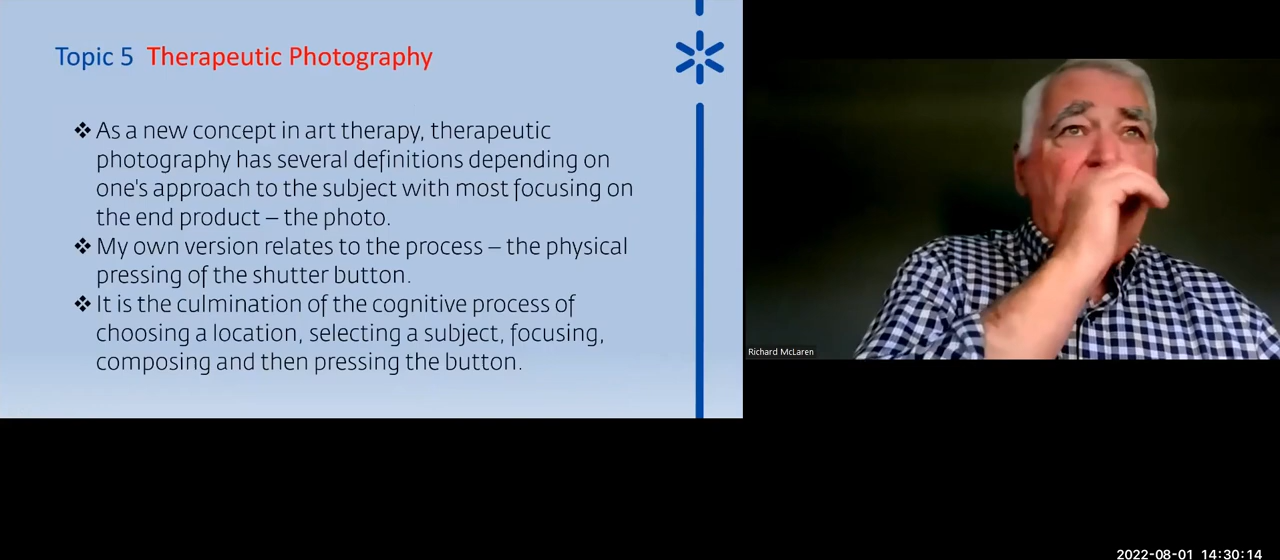 Topic 5 Therapeutic Photography
❖ As a new concept in art therapy, therapeutic
photography has several definitions depending on
one's approach to the subject with most focusing on
the end product – the photo.
❖ My own version relates to the process – the physical
pressing of the shutter button.
❖ It is the culmination of the cognitive process of
choosing a location, selecting a subject, focusing,
composing and then pressing the button.
Richard McLaren
2022-08-01 14:30:14